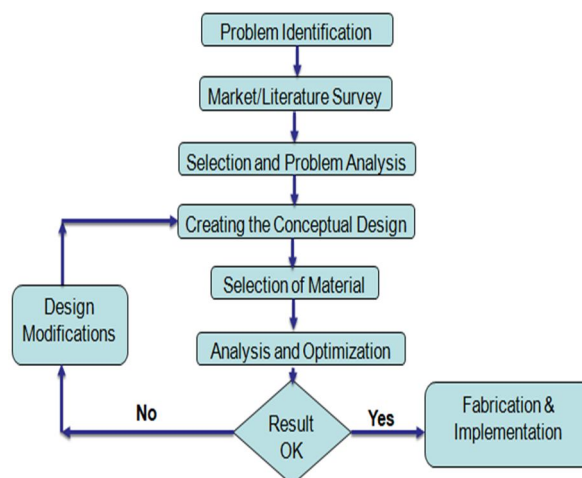 Problem Identification
Market/Literature Survey
Selection and Problem Analysis
Creating the Conceptual Design
Selection of Material
Design
Modifications
Analysis and Optimization
No
Result
OK
Yes
Fabrication &
Implementation